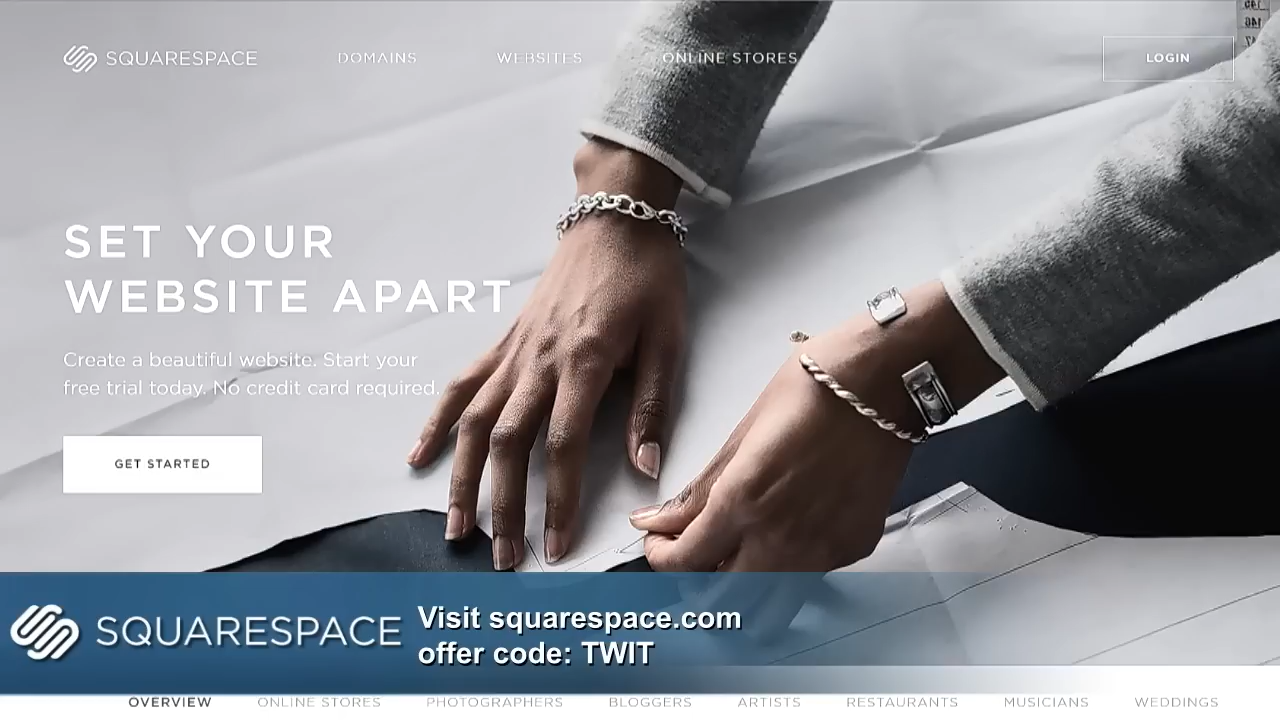 SQUARESPACE
DOMAINS
WEBSITES
ONLINE STORES
LOGIN
SET YOUR
WEBSITE APART
Create a beautiful website. Start your
free trial today. No credit card required.
GET STARTED
SQUARESPACE
Visit squarespace.com
offer code: TWIT
OVERVIEW
ONLINE STORES
PHOTOGRAPHERS
BLOGGERS
ARTISTS
RESTAURANTS
MUSICIANS
WEDDINGS